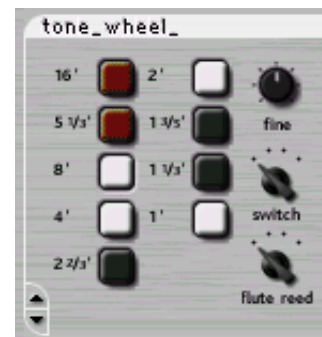 tone_wheel_
16' 2'
5 1/3' 1 3/5' fine
8' 1 1/3'
4' 1' switch
2 2/3'
flute reed